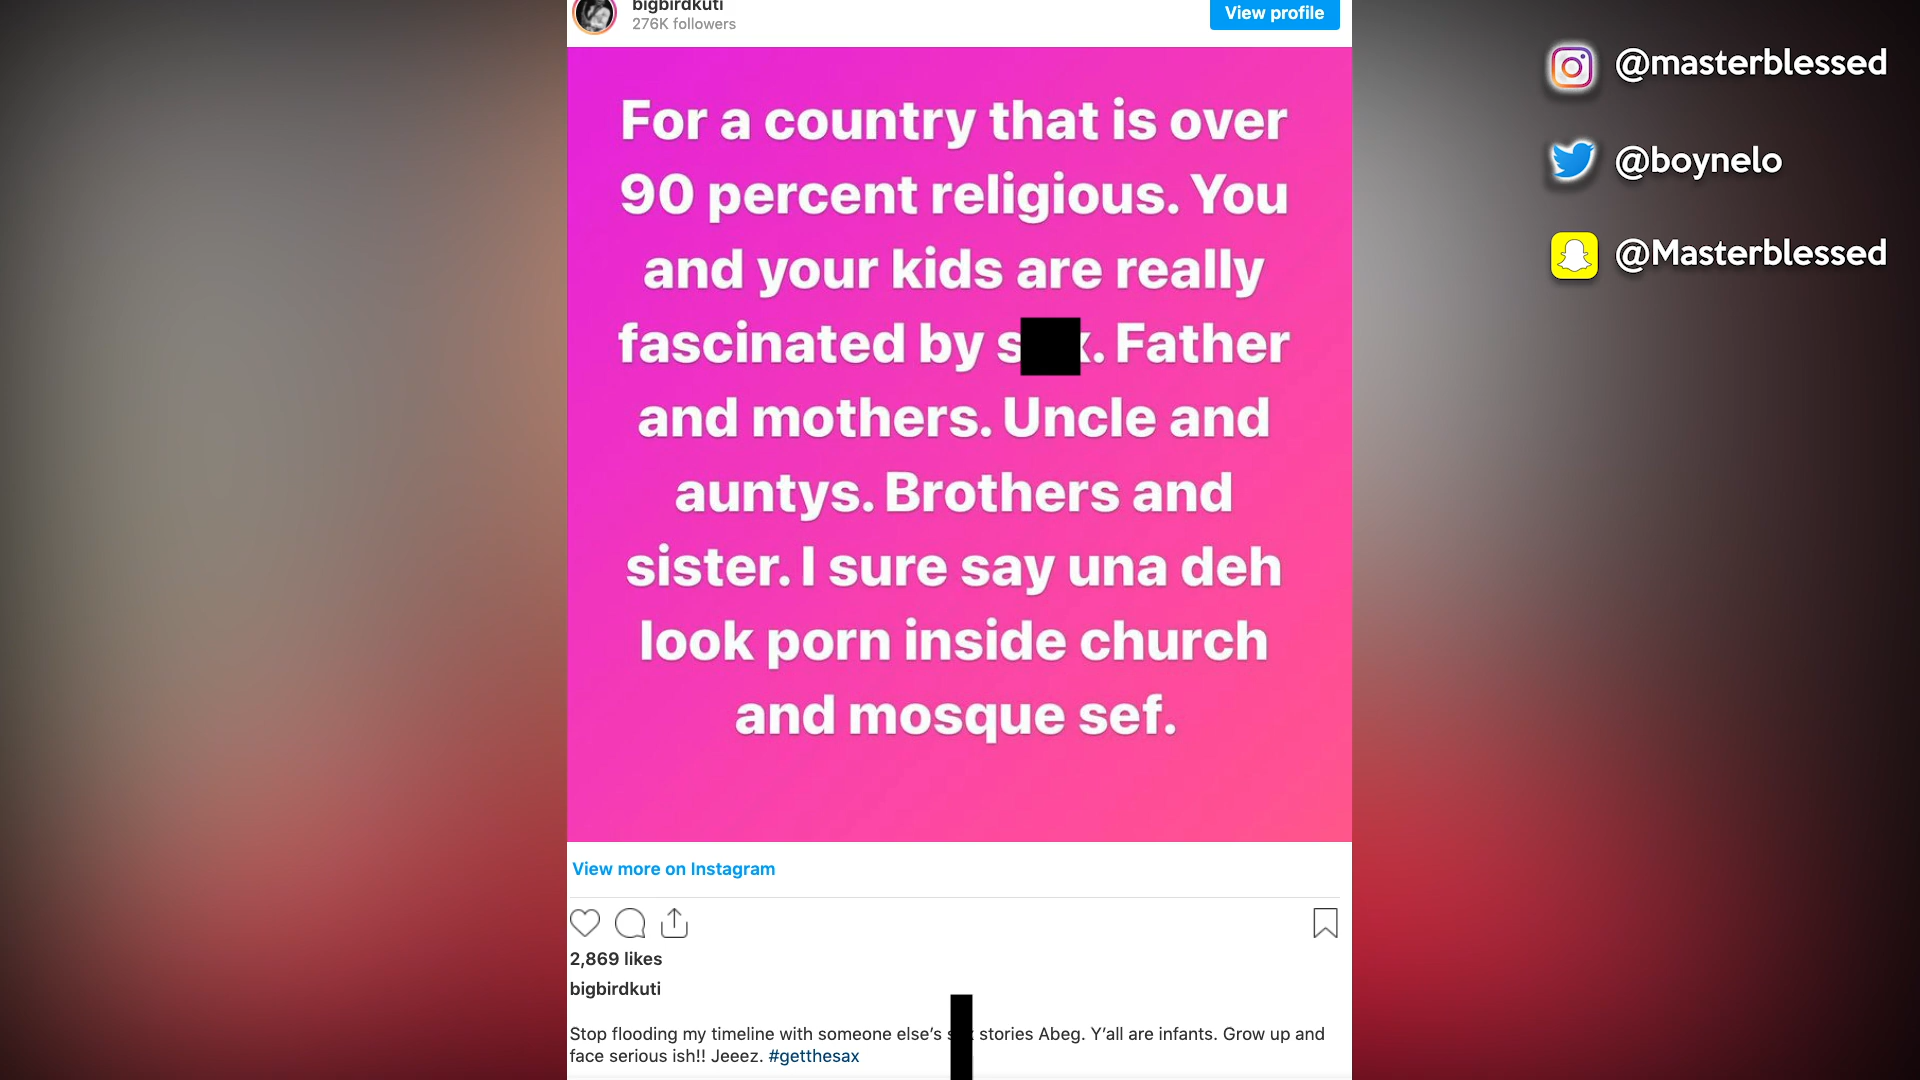 bigbirdkuti
276K followers
View profile
@masterblessed
@boynelo
@Masterblessed
For a country that is over
90 percent religious. You
and your kids are really
fascinated by s x. Father
and mothers. Uncle and
auntys. Brothers and
sister. I sure say una deh
look porn inside church
and mosque sef.
View more on Instagram
2,869 likes
bigbirdkuti
Stop flooding my timeline with someone else’s s x stories Abeg. Y’all are infants. Grow up and
face serious ish!! Jeeez. #getthesax